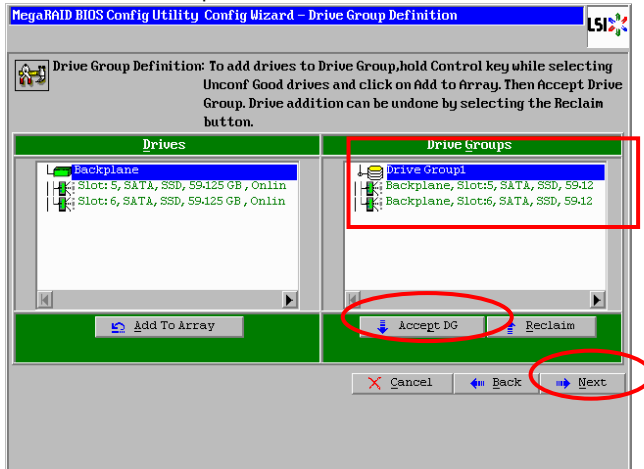 MegaRAID BIOS Config Utility Config Wizard – Drive Group Definition
LSI
Drive Group Definition: To add drives to Drive Group,hold Control key while selecting
Unconf Good drives and click on Add to Array. Then Accept Drive
Group. Drive addition can be undone by selecting the Reclaim
button.
Drives
Drive Groups
Backplane
Slot: 5, SATA, SSD, 59.125 GB , Onlin
Slot: 6, SATA, SSD, 59.125 GB , Onlin
Drive Group1
Backplane, Slot:5, SATA, SSD, 59.12
Backplane, Slot:6, SATA, SSD, 59.12
Add To Array
Accept DG
Reclaim
Cancel
Back
Next